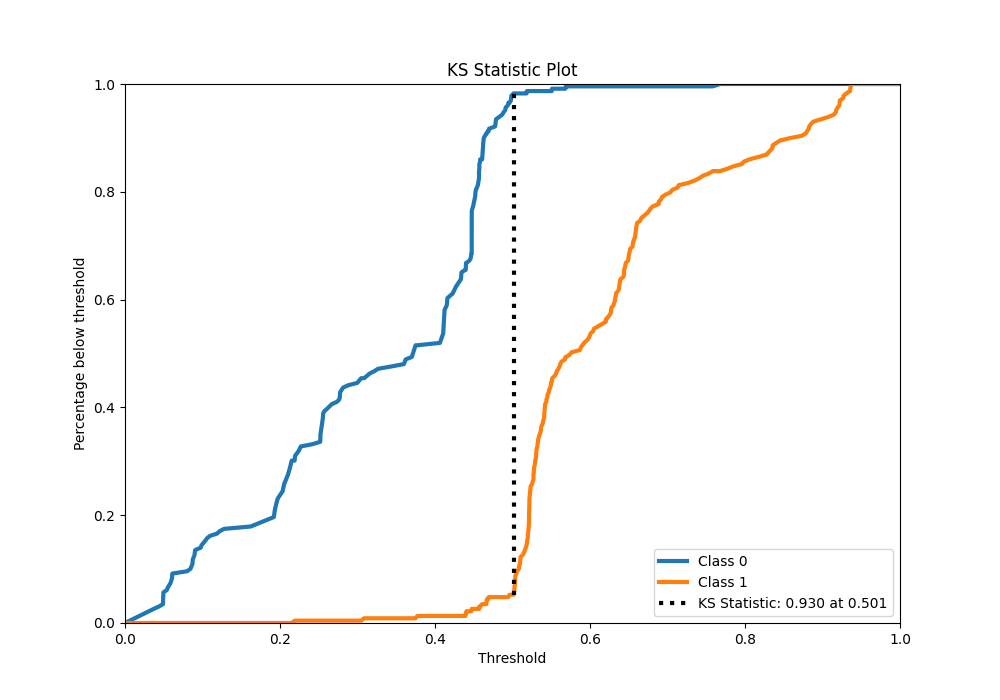 KS Statistic Plot
1.0
0.8
0.6
0.4
0.2
0.0
Percentage below threshold
0.0 0.2 0.4 0.6 0.8 1.0
Threshold
Class 0
Class 1
KS Statistic: 0.930 at 0.501